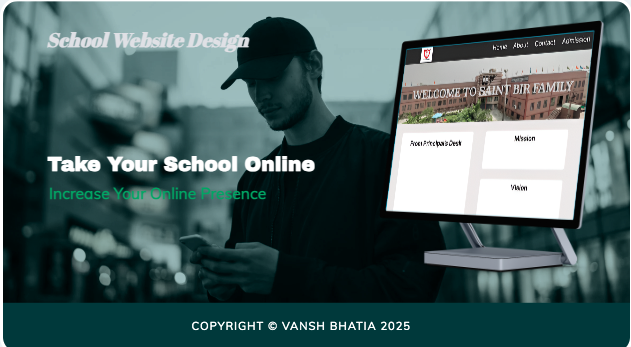 School Website Design
Home About Contact Admission
WELCOME TO SAINT BIR FAMILY
From Principal's Desk
Mission
Vision
Take Your School Online
Increase Your Online Presence
COPYRIGHT © VANSH BHATIA 2025